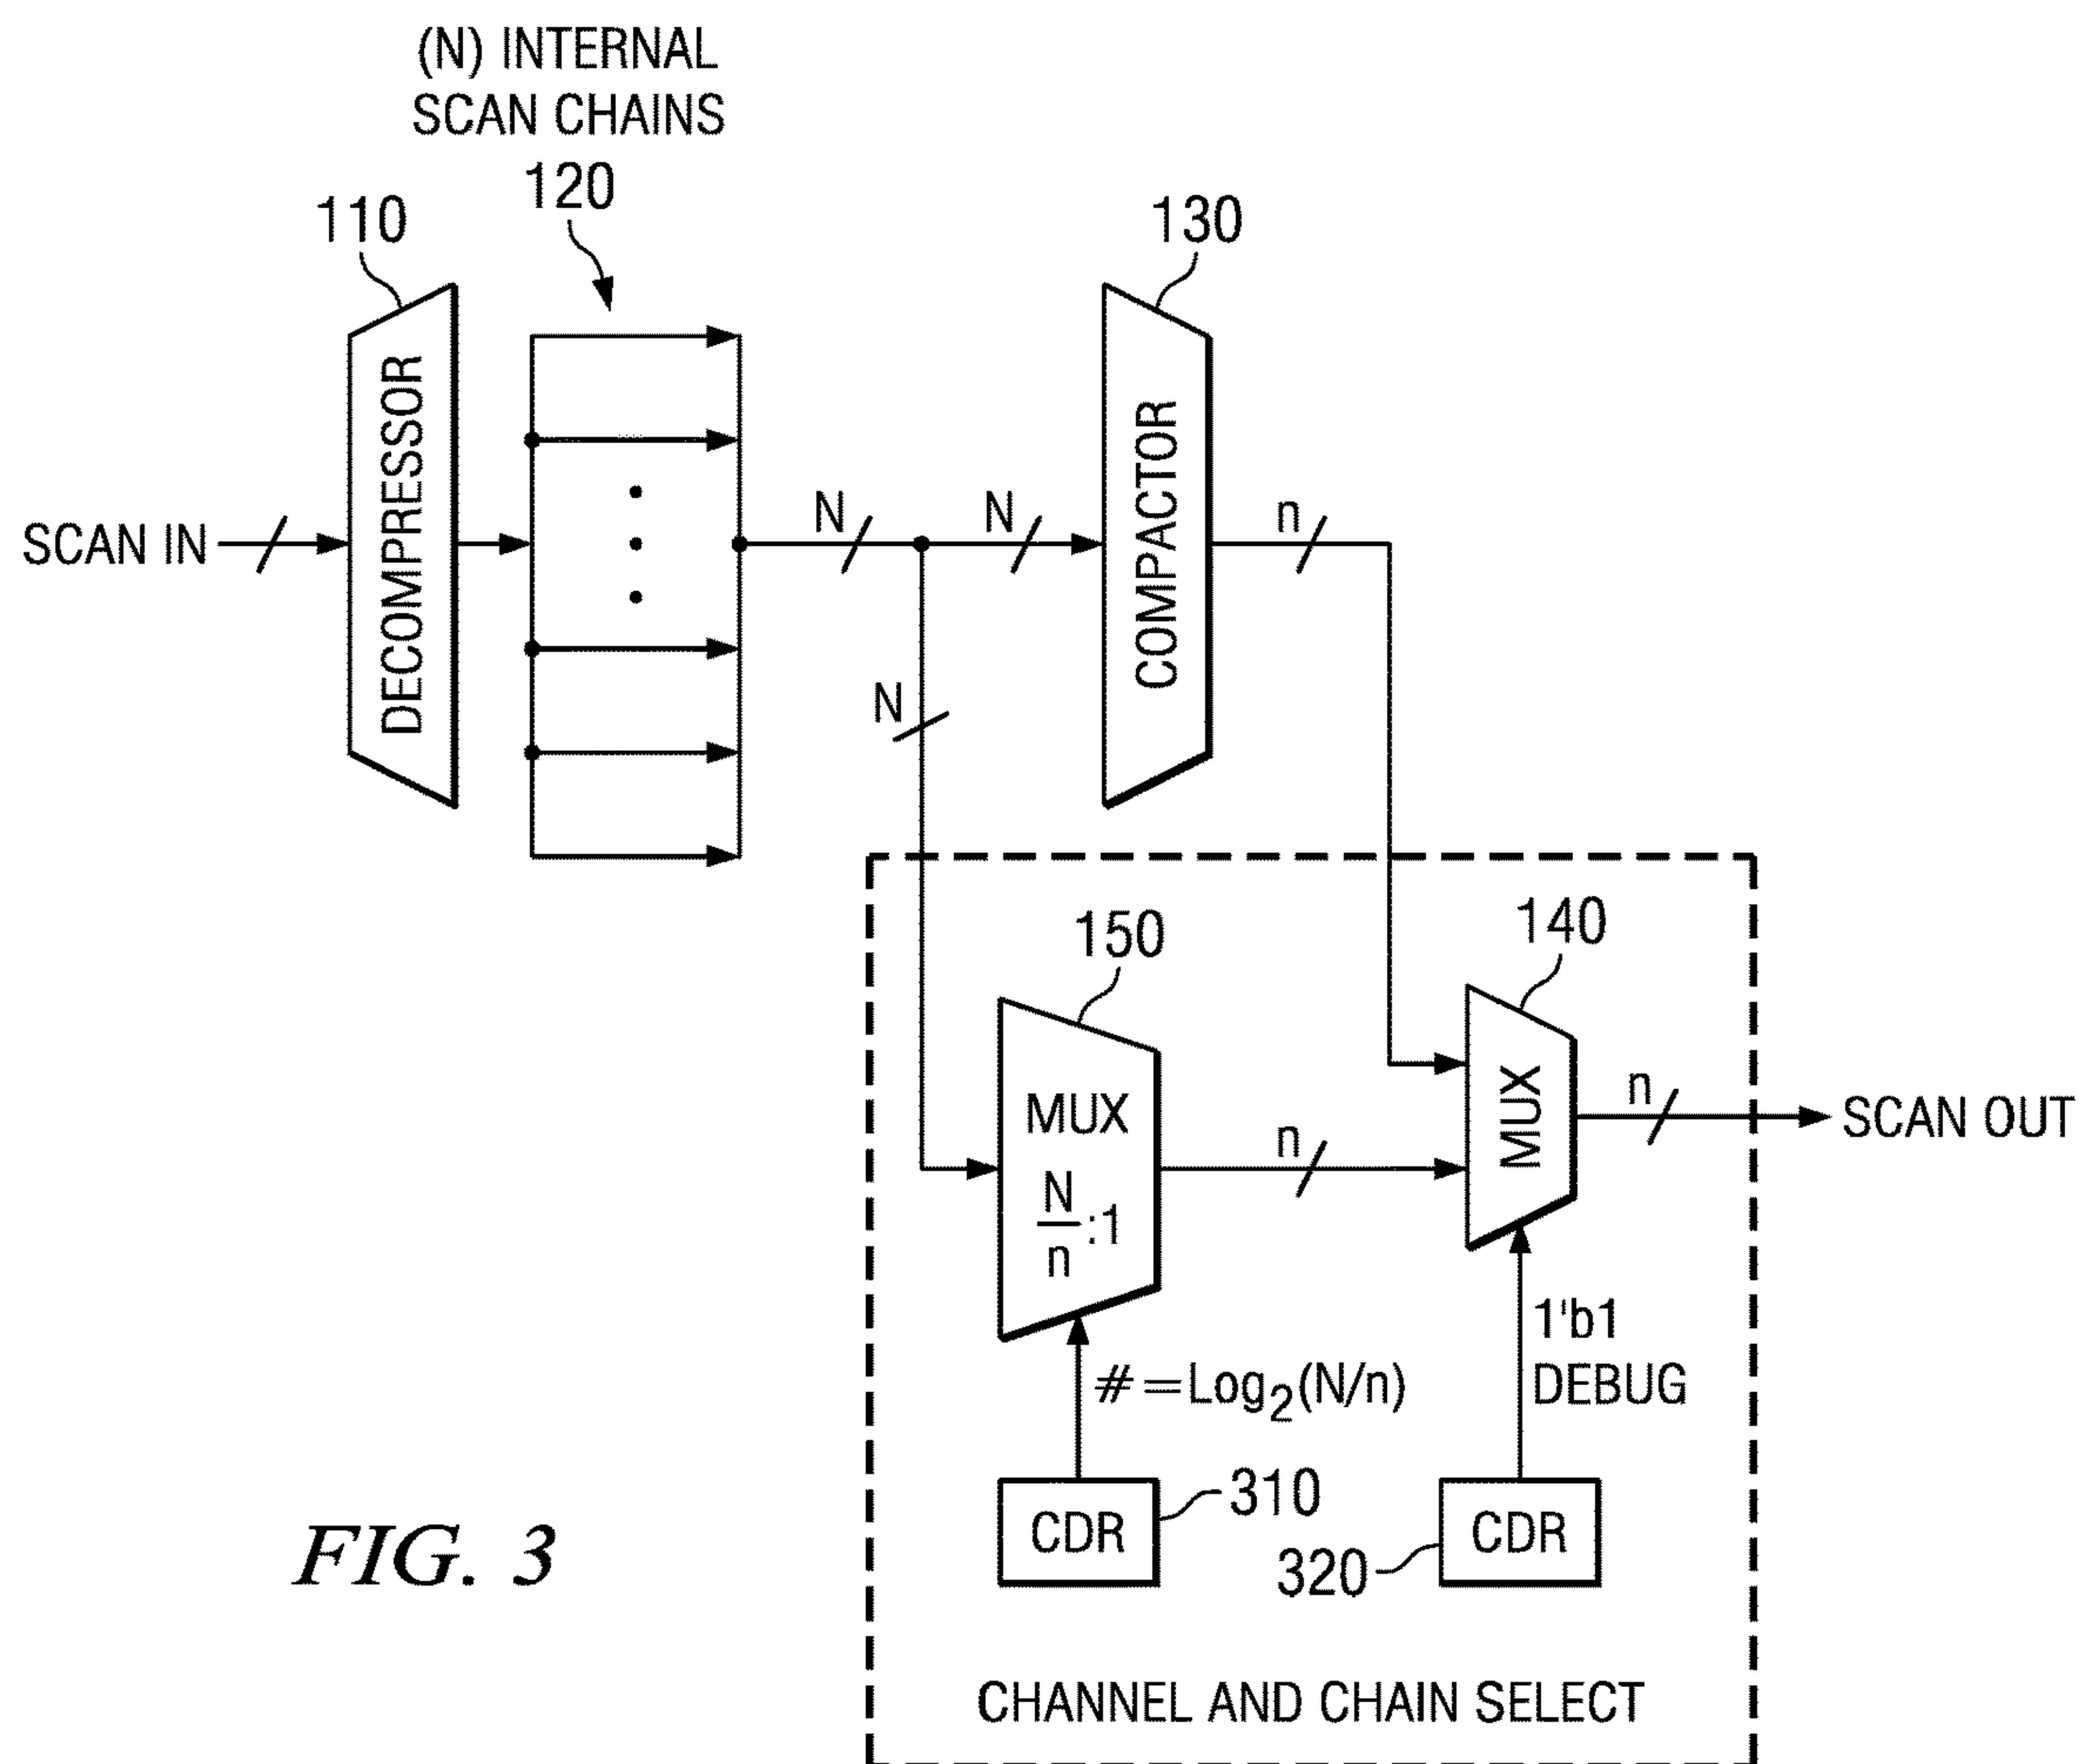 (N) INTERNAL
SCAN CHAINS
120
110
130
DECOMPRESSOR
COMPACTOR
SCAN IN
N
N
n
N
150
140
MUX
N/n :1
n
MUX
n
SCAN OUT
#=Log₂(N/n)
1'b1
DEBUG
CDR
310
CDR
320
CHANNEL AND CHAIN SELECT
FIG. 3